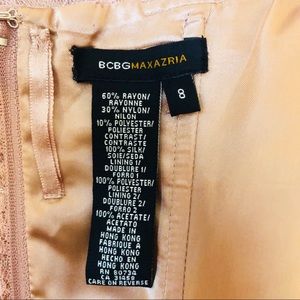 BCBGMAXAZRIA
8
60% RAYON/
RAYONNE
30% NYLON/
NILON
10% POLYESTER/
POLIESTER
CONTRAST/
CONTRASTE
100% SILK/
SOIE/SEDA
LINING 1/
DOUBLURE 1/
FORRO 1
100% POLYESTER/
POLIESTER
LINING 2/
DOUBLURE 2/
FORRO 2
100% ACETATE/
ACETATO
MADE IN
HONG KONG
FABRIQUE A
HONG KONG
HECHO EN
HONG KONG
RN 80734
CA 31459
CARE ON REVERSE